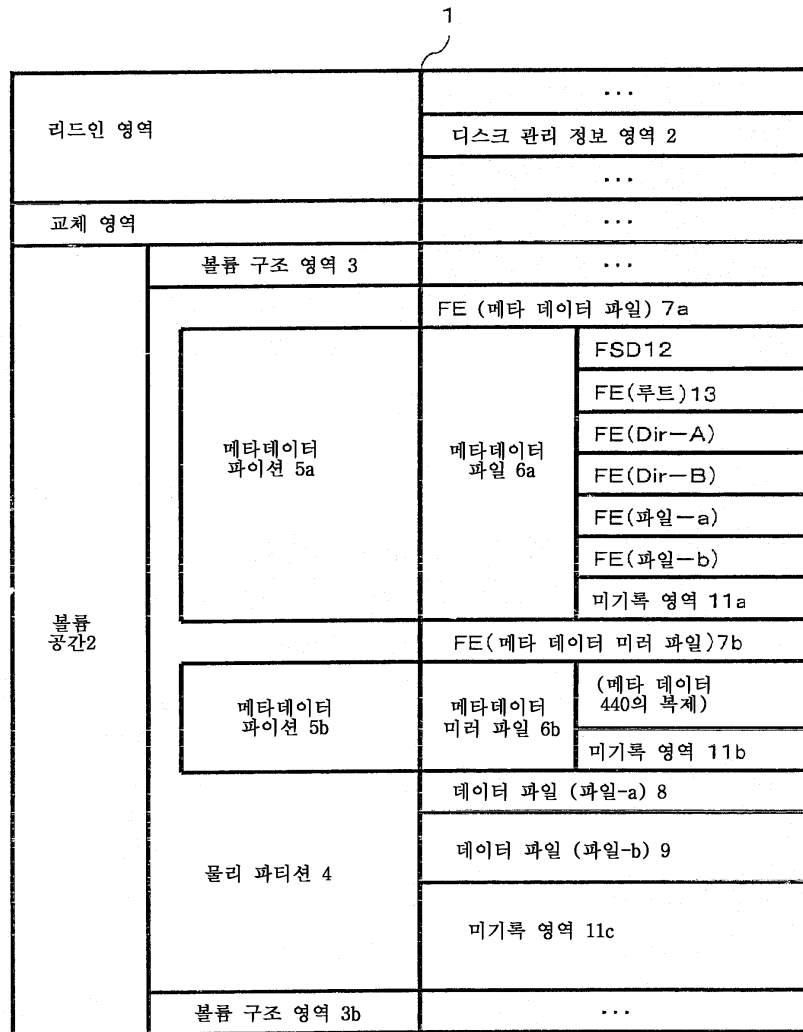 1
...
리드인 영역
디스크 관리 정보 영역 2
...
교체 영역
...
볼륨 구조 영역 3
...
FE (메타 데이터 파일) 7a
FSD12
FE(루트)13
FE(Dir－A)
메타데이터
파이션 5a
메타데이터
파일 6a
FE(Dir－B)
FE(파일－a)
FE(파일－b)
미기록 영역 11a
볼륨
공간2
FE(메타 데이터 미러 파일)7b
메타데이터
파이션 5b
메타데이터
미러 파일 6b
(메타 데이터
440의 복제)
미기록 영역 11b
데이터 파일 (파일-a) 8
데이터 파일 (파일-b) 9
물리 파티션 4
미기록 영역 11c
볼륨 구조 영역 3b
...